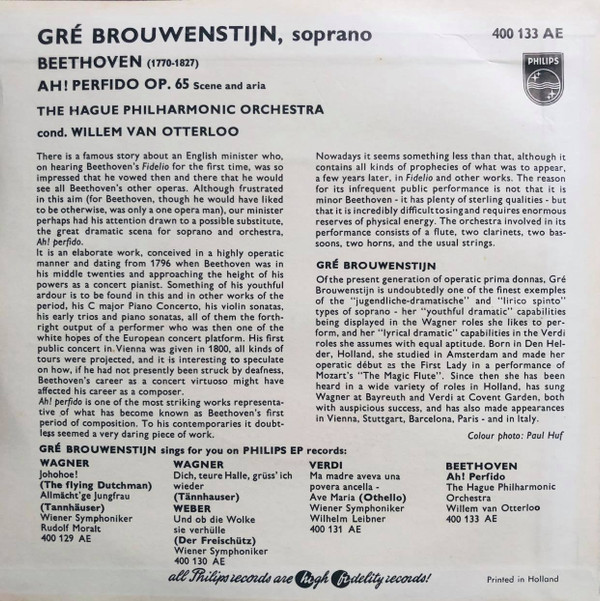 GRÉ BROUWENSTIJN, soprano
400 133 AE
BEETHOVEN (1770-1827)
PHILIPS
AH! PERFIDO OP. 65 Scene and aria
THE HAGUE PHILHARMONIC ORCHESTRA
cond. WILLEM VAN OTTERLOO
There is a famous story about an English minister who,
on hearing Beethoven's Fidelio for the first time, was so
impressed that he vowed then and there that he would
see all Beethoven's other operas. Although frustrated
in this aim (for Beethoven, though he would have liked
to be otherwise, was only a one opera man), our minister
perhaps had his attention drawn to a possible substitute,
the great dramatic scena for soprano and orchestra,
Ah! perfido.
It is an elaborate work, conceived in a highly operatic
manner and dating from 1796 when Beethoven was in
his middle twenties and approaching the height of his
powers as a concert pianist. Something of his youthful
ardour is to be found in this and in other works of the
period, his C major Piano Concerto, his violin sonatas,
his early trios and piano sonatas, all of them the forth-
right output of a performer who was then one of the
white hopes of the European concert platform. His first
public concert in Vienna was given in 1800, all kinds of
tours were projected, and it is interesting to speculate
on how, if he had not presently been struck by deafness,
Beethoven's career as a concert virtuoso might have
affected his career as a composer.
Ah! perfido is one of the most striking works representa-
tive of what has become known as Beethoven's first
period of composition. To his contemporaries it doubt-
less seemed a very daring piece of work.
Nowadays it seems something less than that, although it
contains all kinds of prophecies of what was to appear,
a few years later, in Fidelio and other works. The reason
for its infrequent public performance is not that it is
minor Beethoven - it has plenty of sterling qualities - but
that it is incredibly difficult to sing and requires enormous
reserves of physical energy. The orchestra involved in its
performance consists of a flute, two clarinets, two bas-
soons, two horns, and the usual strings.
GRÉ BROUWENSTIJN
Of the present generation of operatic prima donnas, Gré
Brouwenstijn is undoubtedly one of the finest exemples
of the "jugendliche-dramatische" and "lirico spinto"
types of soprano - her "youthful dramatic" capabilities
being displayed in the Wagner roles she likes to per-
form, and her "lyrical dramatic" capabilities in the Verdi
roles she assumes with equal aptitude. Born in Den Hel-
der, Holland, she studied in Amsterdam and made her
operatic début as the First Lady in a performance of
Mozart's "The Magic Flute". Since then she has been
heard in a wide variety of roles in Holland, has sung
Wagner at Bayreuth and Verdi at Covent Garden, both
with auspicious success, and has also made appearances
in Vienna, Stuttgart, Barcelona, Paris - and in Italy.
Colour photo: Paul Huf
GRÉ BROUWENSTIJN sings for you on PHILIPS EP records:
WAGNER
Johohoe!
(The flying Dutchman)
Allmächt'ge Jungfrau
(Tannhäuser)
Wiener Symphoniker
Rudolf Moralt
400 129 AE
WAGNER
Dich, teure Halle, grüss' ich
wieder
(Tännhauser)
WEBER
Und ob die Wolke
sie verhülle
(Der Freischütz)
Wiener Symphoniker
400 130 AE
VERDI
Ma madre aveva una
povera ancella -
Ave Maria (Othello)
Wiener Symphoniker
Wilhelm Leibner
400 131 AE
BEETHOVEN
Ah! Perfido
The Hague Philharmonic
Orchestra
Willem van Otterloo
400 133 AE
all Philips records are high fidelity records!
Printed in Holland